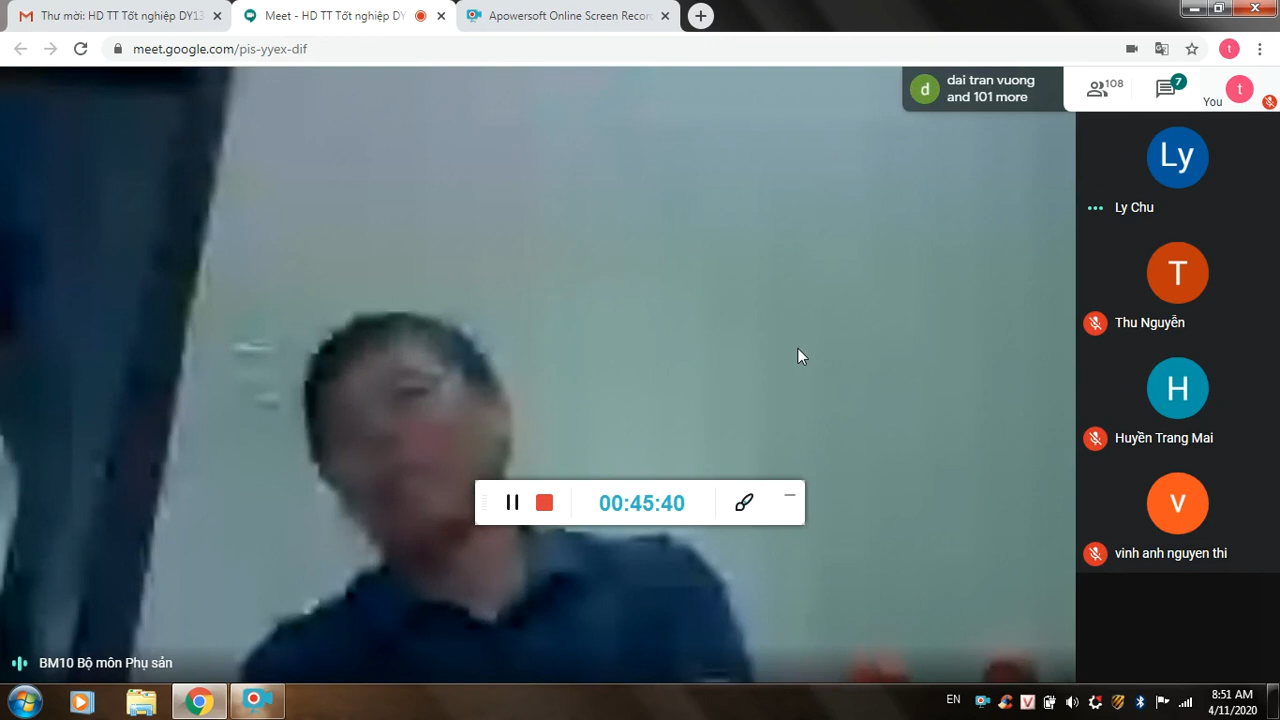 Thư mời: HD TT Tốt nghiệp DY13
Meet - HD TT Tốt nghiệp DY
Apowersoft Online Screen Recor
meet.google.com/pis-yyex-dif
t
d
dai tran vuong
and 101 more
108
7
You
t
Ly
Ly Chu
T
Thu Nguyễn
H
Huyền Trang Mai
v
vinh anh nguyen thi
00:45:40
BM10 Bộ môn Phụ sản
EN
V
8:51 AM
4/11/2020